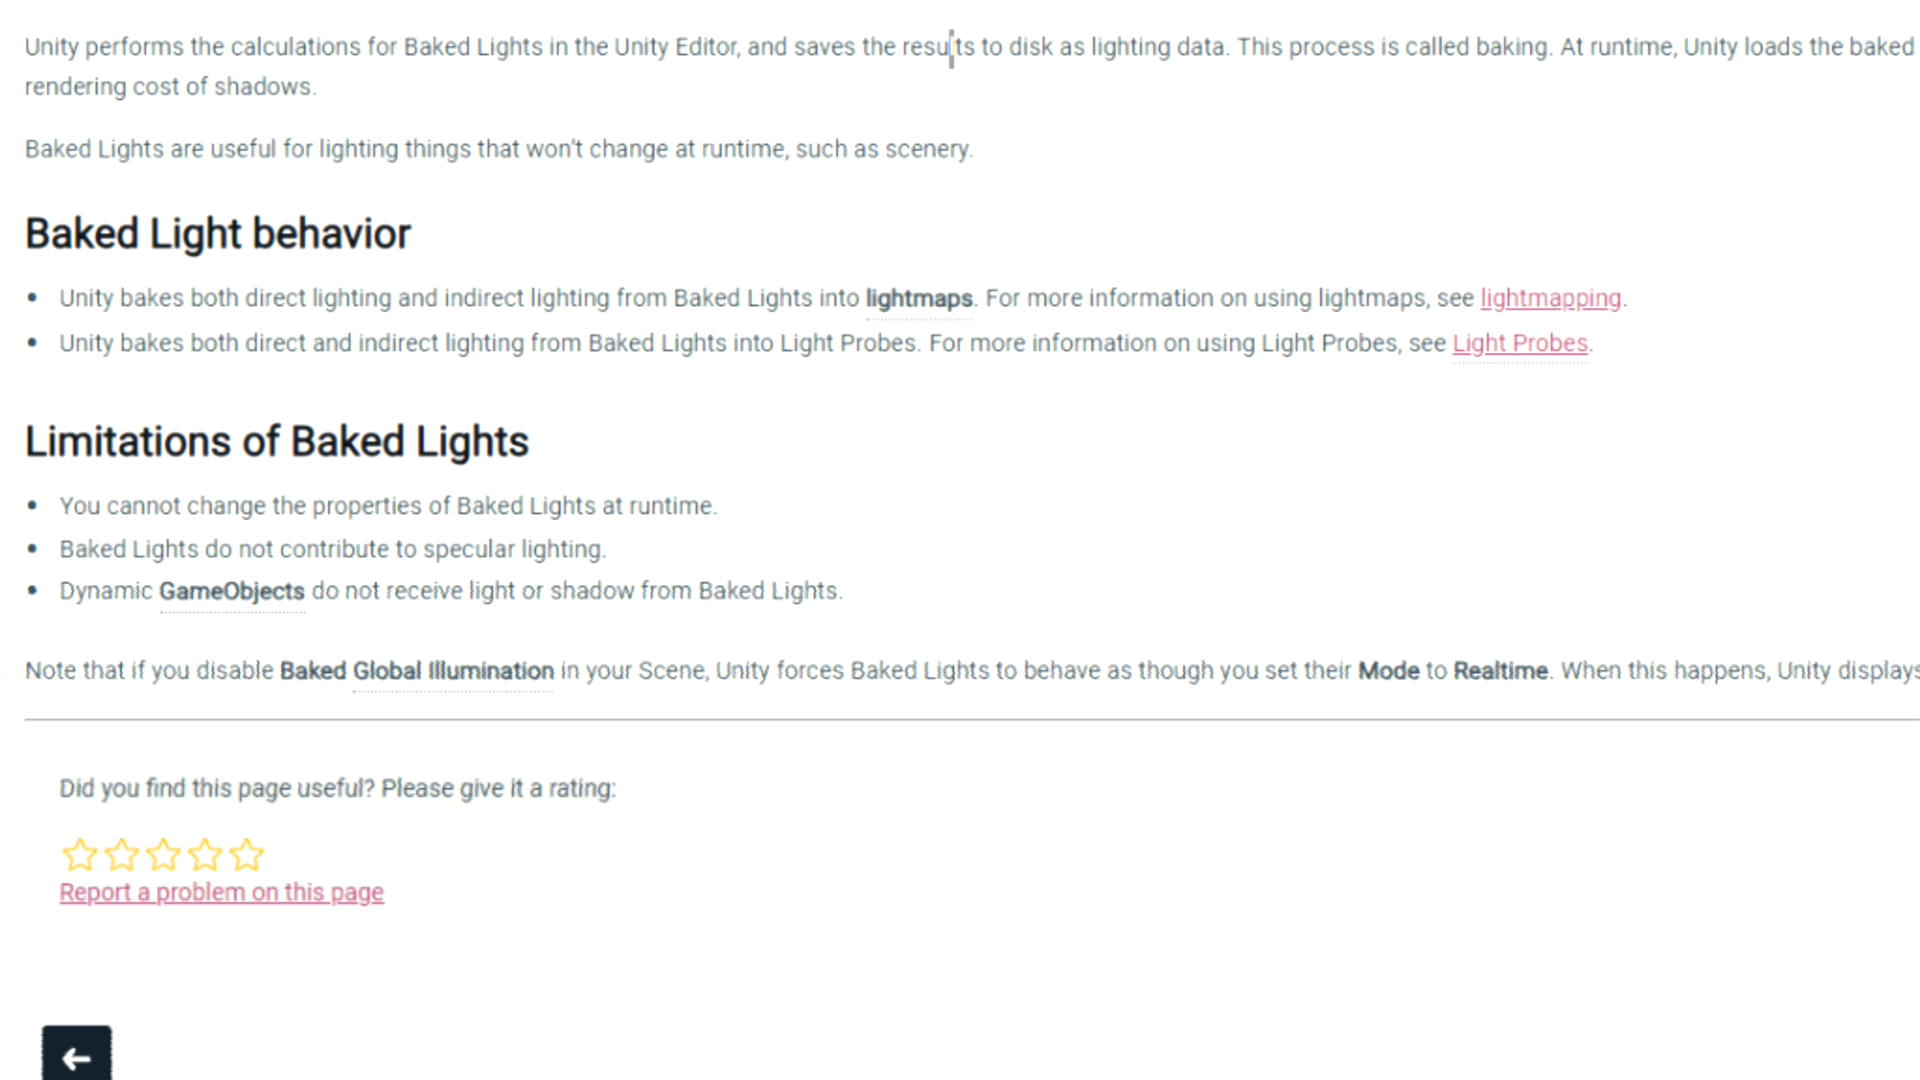 Unity performs the calculations for Baked Lights in the Unity Editor, and saves the results to disk as lighting data. This process is called baking. At runtime, Unity loads the baked
rendering cost of shadows.
Baked Lights are useful for lighting things that won't change at runtime, such as scenery.
Baked Light behavior
• Unity bakes both direct lighting and indirect lighting from Baked Lights into lightmaps. For more information on using lightmaps, see lightmapping.
• Unity bakes both direct and indirect lighting from Baked Lights into Light Probes. For more information on using Light Probes, see Light Probes.
Limitations of Baked Lights
• You cannot change the properties of Baked Lights at runtime.
• Baked Lights do not contribute to specular lighting.
• Dynamic GameObjects do not receive light or shadow from Baked Lights.
Note that if you disable Baked Global Illumination in your Scene, Unity forces Baked Lights to behave as though you set their Mode to Realtime. When this happens, Unity displays
Did you find this page useful? Please give it a rating:
Report a problem on this page